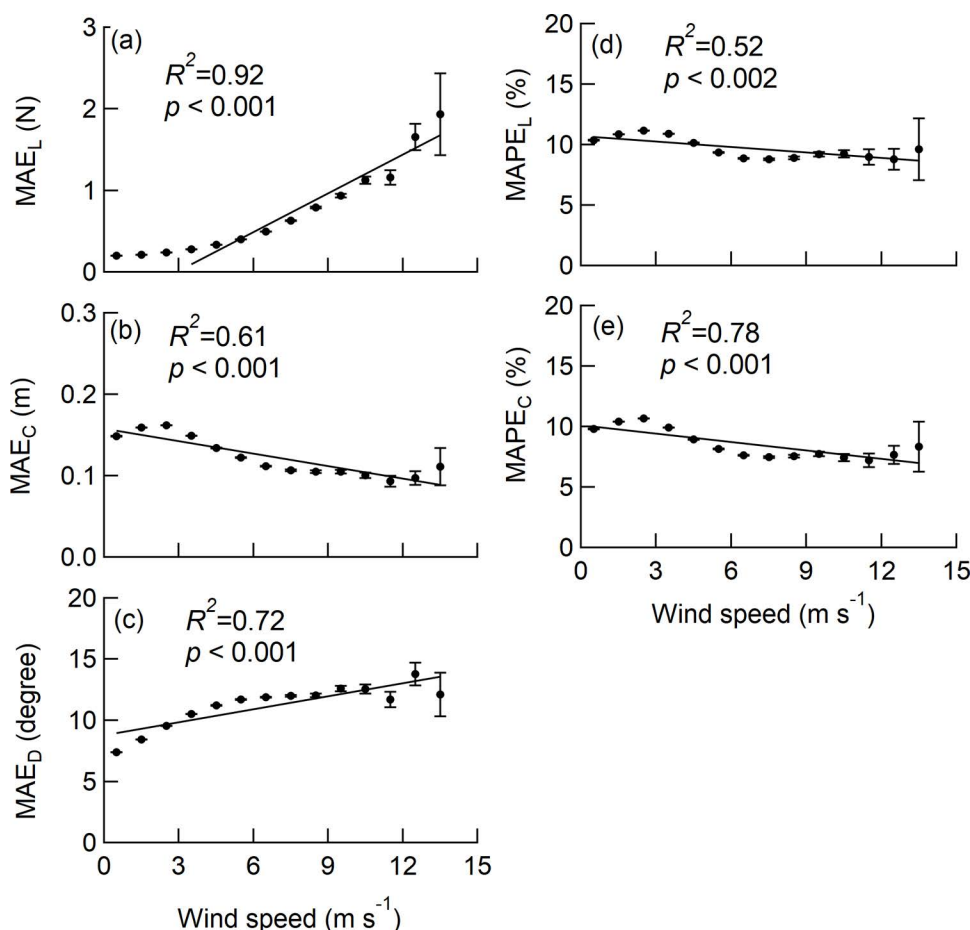 (a)
R²=0.92
p < 0.001
MAE_L (N)
3
2
1
0
(b)
R²=0.61
p < 0.001
MAE_C (m)
0.3
0.2
0.1
0.0
(c)
R²=0.72
p < 0.001
MAE_D (degree)
20
15
10
5
0
0 3 6 9 12 15
Wind speed (m s⁻¹)
(d)
R²=0.52
p < 0.002
MAPE_L (%)
20
15
10
5
0
(e)
R²=0.78
p < 0.001
MAPE_C (%)
20
15
10
5
0
0 3 6 9 12 15
Wind speed (m s⁻¹)